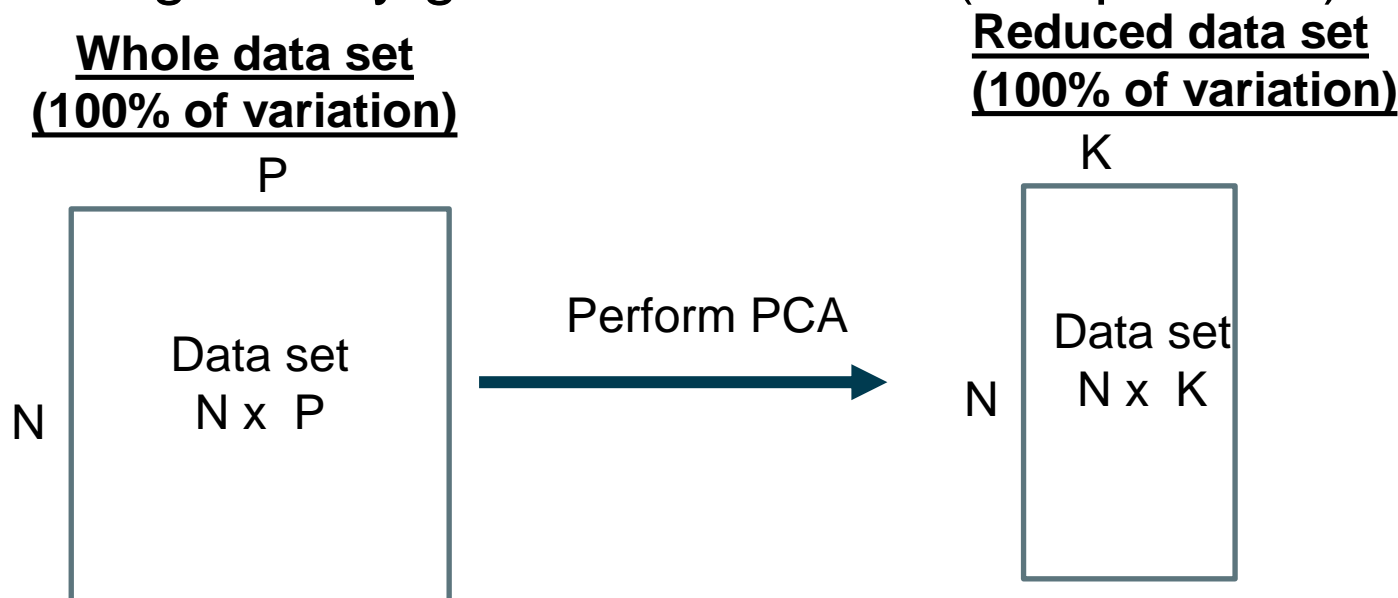 Whole data set
(100% of variation)
P
N
Data set
N x P
Perform PCA
Reduced data set
(100% of variation)
K
N
Data set
N x K